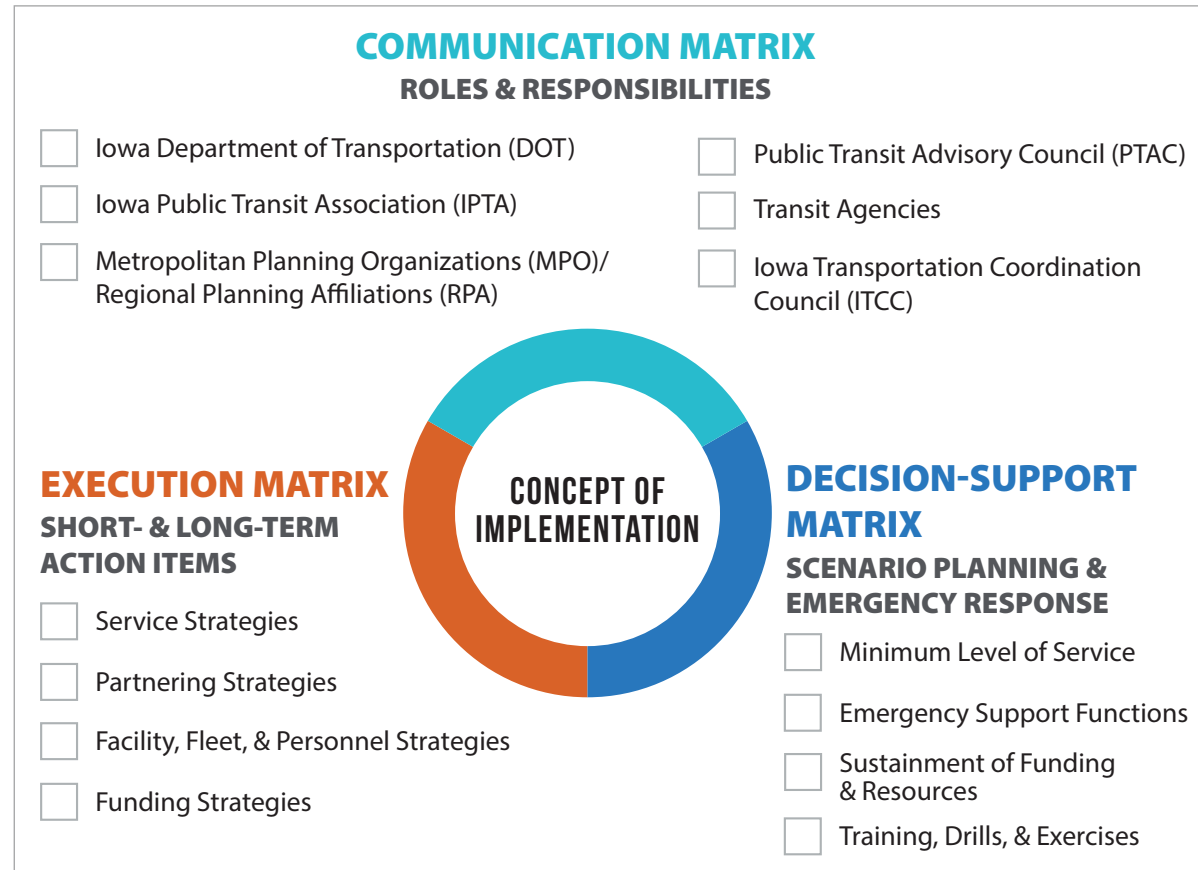 COMMUNICATION MATRIX
ROLES & RESPONSIBILITIES
Iowa Department of Transportation (DOT)
Iowa Public Transit Association (IPTA)
Metropolitan Planning Organizations (MPO)/
Regional Planning Affiliations (RPA)
Public Transit Advisory Council (PTAC)
Transit Agencies
Iowa Transportation Coordination
Council (ITCC)
CONCEPT OF
IMPLEMENTATION
EXECUTION MATRIX
SHORT- & LONG-TERM
ACTION ITEMS
Service Strategies
Partnering Strategies
Facility, Fleet, & Personnel Strategies
Funding Strategies
DECISION-SUPPORT
MATRIX
SCENARIO PLANNING &
EMERGENCY RESPONSE
Minimum Level of Service
Emergency Support Functions
Sustainment of Funding
& Resources
Training, Drills, & Exercises